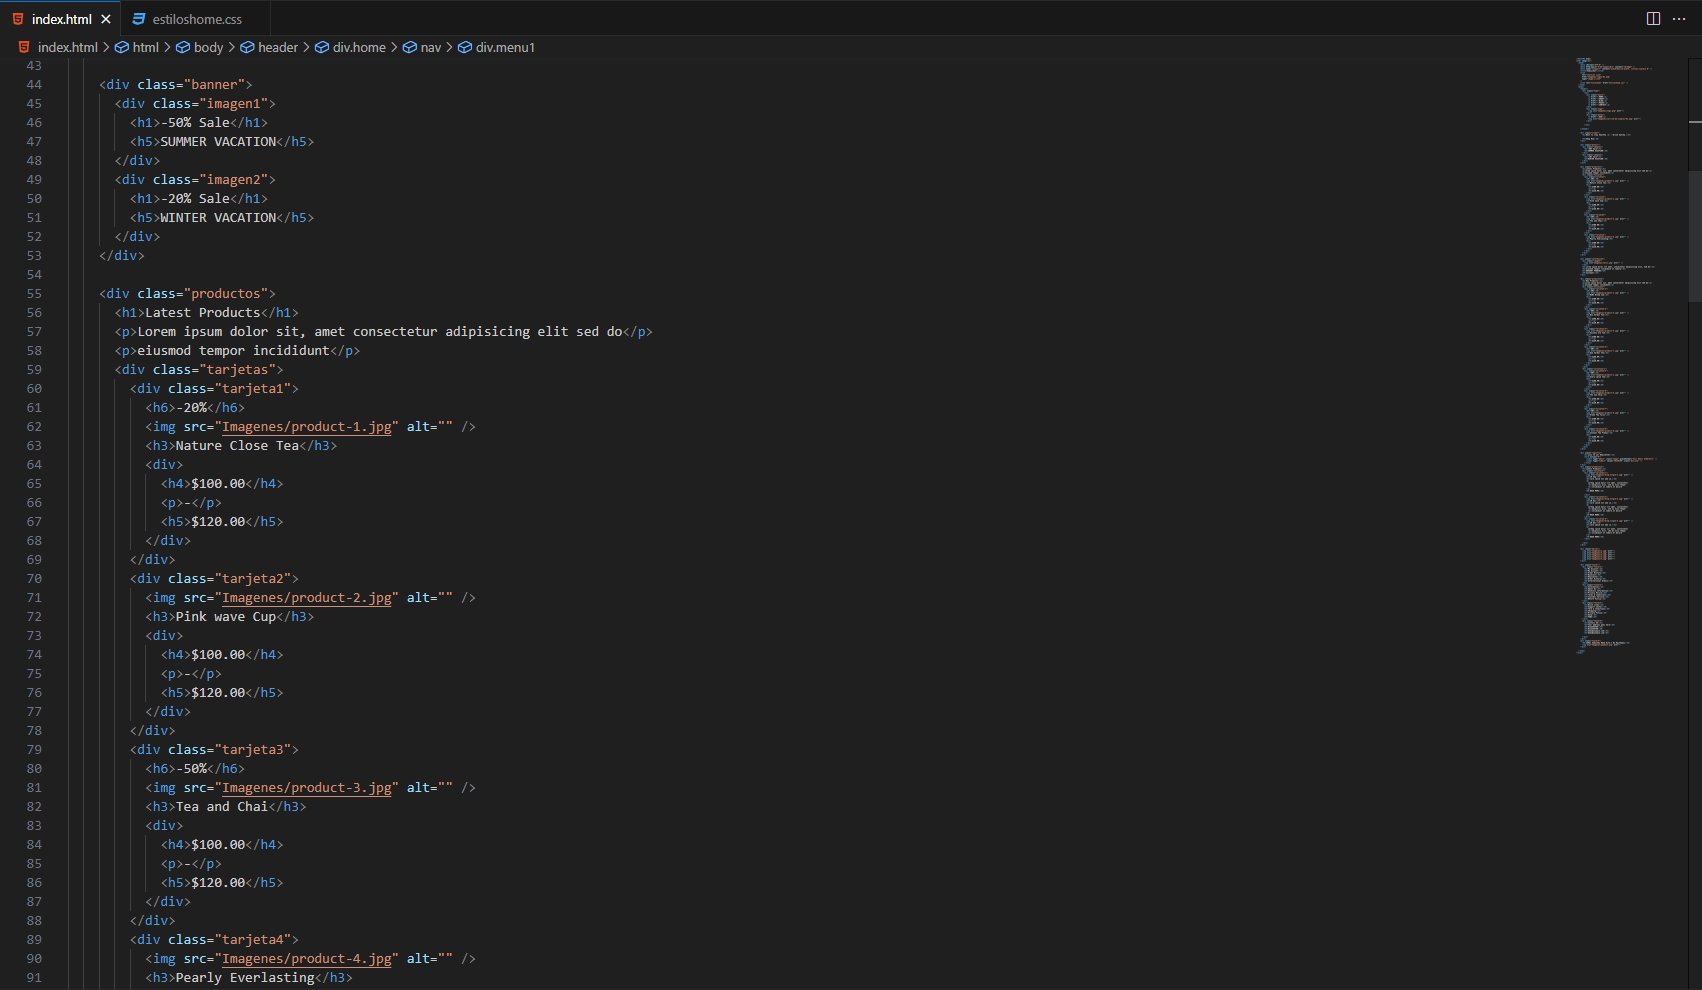 index.html
estiloshome.css
index.html > html > body > header > div.home > nav > div.menu1
43
44 <div class="banner">
45 <div class="imagen1">
46 <h1>-50% Sale</h1>
47 <h5>SUMMER VACATION</h5>
48 </div>
49 <div class="imagen2">
50 <h1>-20% Sale</h1>
51 <h5>WINTER VACATION</h5>
52 </div>
53 </div>
54
55 <div class="productos">
56 <h1>Latest Products</h1>
57 <p>Lorem ipsum dolor sit, amet consectetur adipisicing elit sed do</p>
58 <p>eiusmod tempor incididunt</p>
59 <div class="tarjetas">
60 <div class="tarjeta1">
61 <h6>-20%</h6>
62 <img src="Imagenes/product-1.jpg" alt="" />
63 <h3>Nature Close Tea</h3>
64 <div>
65 <h4>$100.00</h4>
66 <p>-</p>
67 <h5>$120.00</h5>
68 </div>
69 </div>
70 <div class="tarjeta2">
71 <img src="Imagenes/product-2.jpg" alt="" />
72 <h3>Pink wave Cup</h3>
73 <div>
74 <h4>$100.00</h4>
75 <p>-</p>
76 <h5>$120.00</h5>
77 </div>
78 </div>
79 <div class="tarjeta3">
80 <h6>-50%</h6>
81 <img src="Imagenes/product-3.jpg" alt="" />
82 <h3>Tea and Chai</h3>
83 <div>
84 <h4>$100.00</h4>
85 <p>-</p>
86 <h5>$120.00</h5>
87 </div>
88 </div>
89 <div class="tarjeta4">
90 <img src="Imagenes/product-4.jpg" alt="" />
91 <h3>Pearly Everlasting</h3>